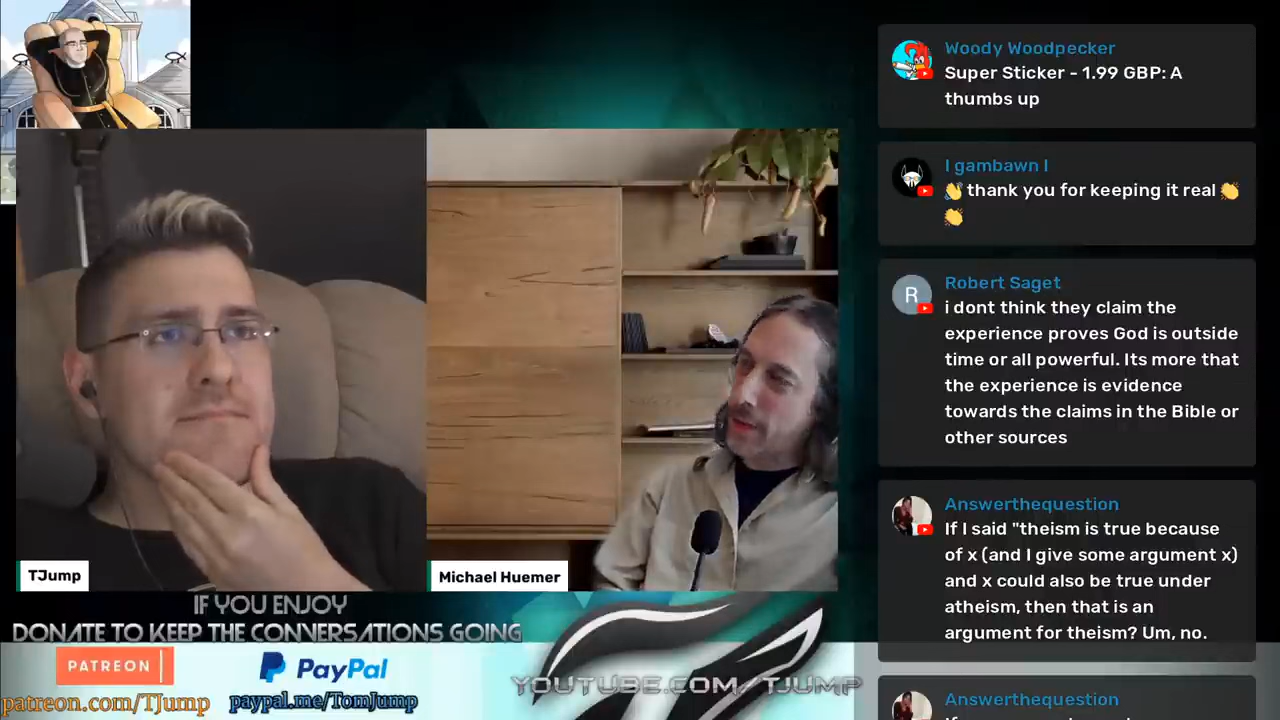 TJump
Michael Huemer
IF YOU ENJOY
DONATE TO KEEP THE CONVERSATIONS GOING
PATREON
PayPal
patreon.com/TJump
paypal.me/TomJump
YOUTUBE.COM/TJUMP
Woody Woodpecker
Super Sticker - 1.99 GBP: A
thumbs up
I gambawn I
👏 thank you for keeping it real 👏
👏
R
Robert Saget
i dont think they claim the
experience proves God is outside
time or all powerful. Its more that
the experience is evidence
towards the claims in the Bible or
other sources
Answerthequestion
If I said "theism is true because
of x (and I give some argument x)
and x could also be true under
atheism, then that is an
argument for theism? Um, no.
Answerthequestion